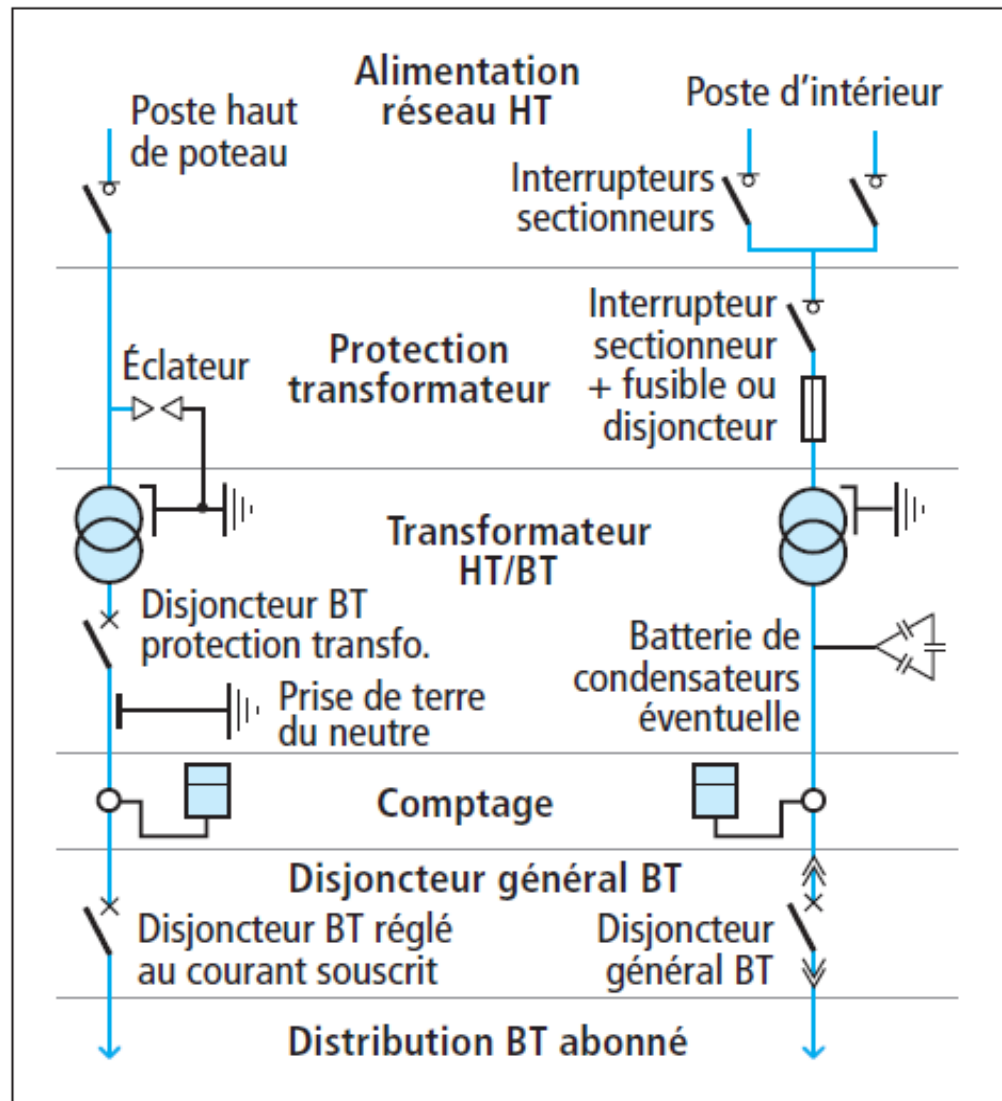 Alimentation
réseau HT
Poste haut
de poteau
Poste d'intérieur
Interrupteurs
sectionneurs
Protection
transformateur
Éclateur
Interrupteur
sectionneur
+ fusible ou
disjoncteur
Transformateur
HT/BT
Disjoncteur BT
protection transfo.
Prise de terre
du neutre
Batterie de
condensateurs
éventuelle
Comptage
Disjoncteur général BT
Disjoncteur BT réglé
au courant souscrit
Disjoncteur
général BT
Distribution BT abonné